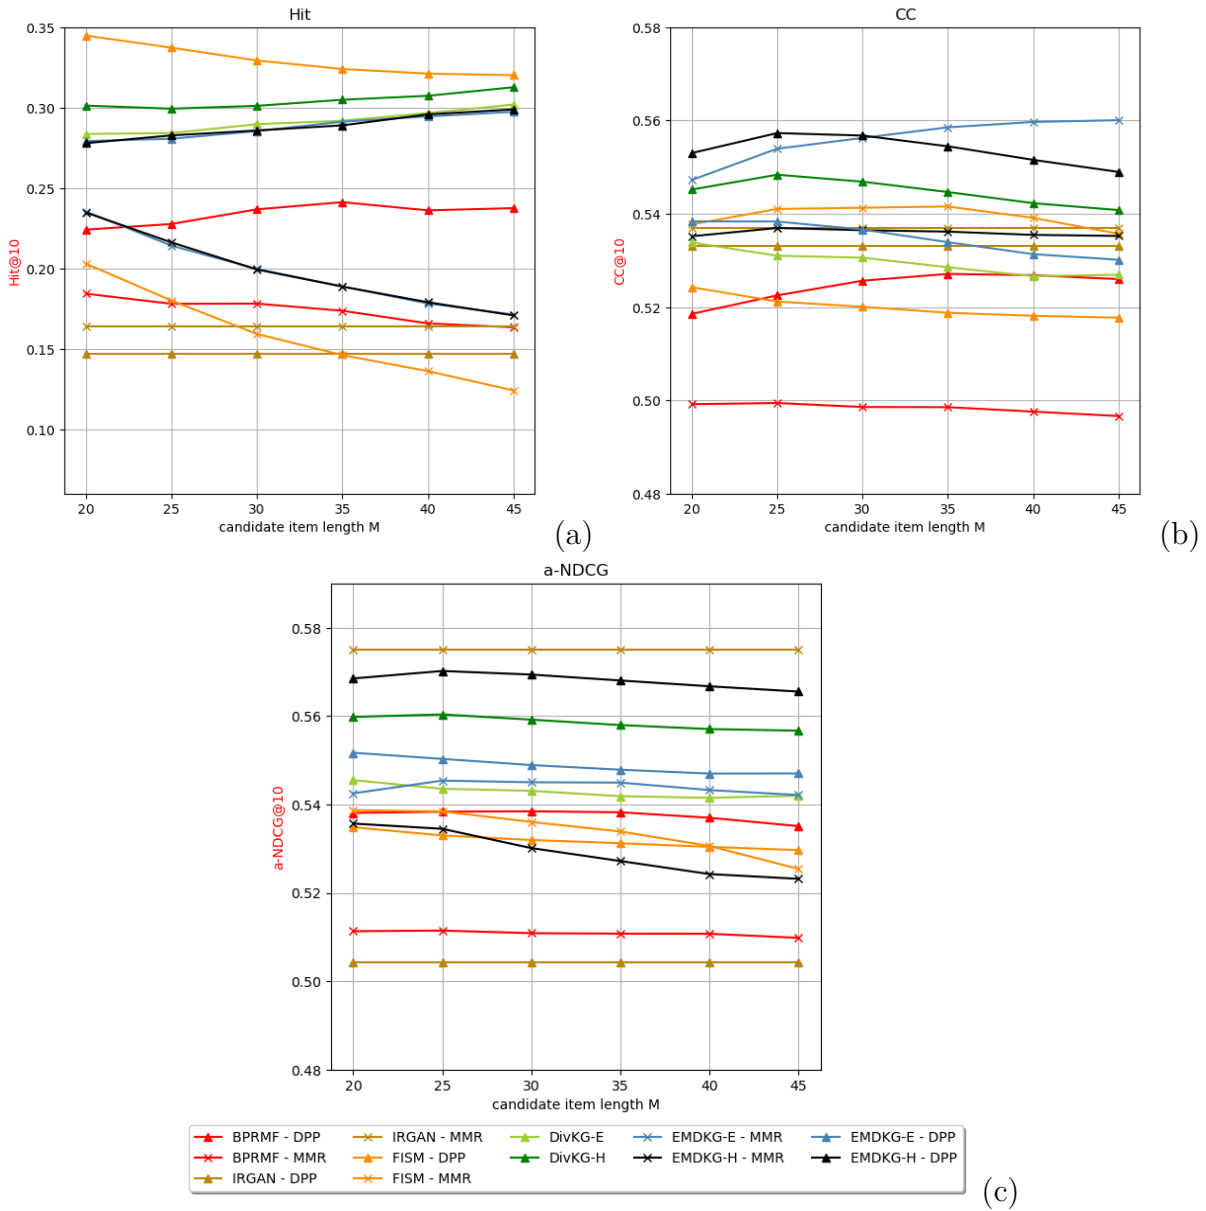 Hit
0.35
0.30
0.25
0.20
0.15
0.10
Hit@10
20 25 30 35 40 45
candidate item length M
(a)
CC
0.58
0.56
0.54
0.52
0.50
0.48
CC@10
20 25 30 35 40 45
candidate item length M
(b)
a-NDCG
0.58
0.56
0.54
0.52
0.50
0.48
a-NDCG@10
20 25 30 35 40 45
candidate item length M
BPRMF - DPP IRGAN - MMR DivKG-E EMDKG-E - MMR EMDKG-E - DPP
BPRMF - MMR FISM - DPP DivKG-H EMDKG-H - MMR EMDKG-H - DPP
IRGAN - DPP FISM - MMR
(c)